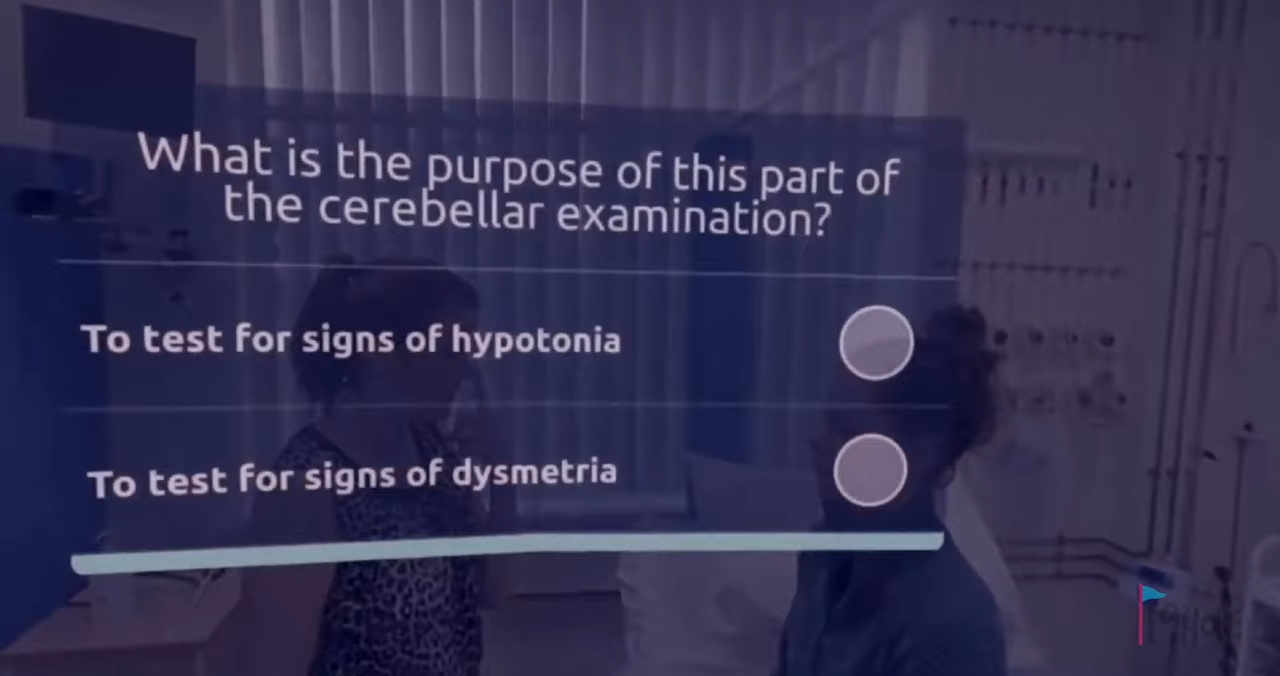 What is the purpose of this part of
the cerebellar examination?
To test for signs of hypotonia
To test for signs of dysmetria